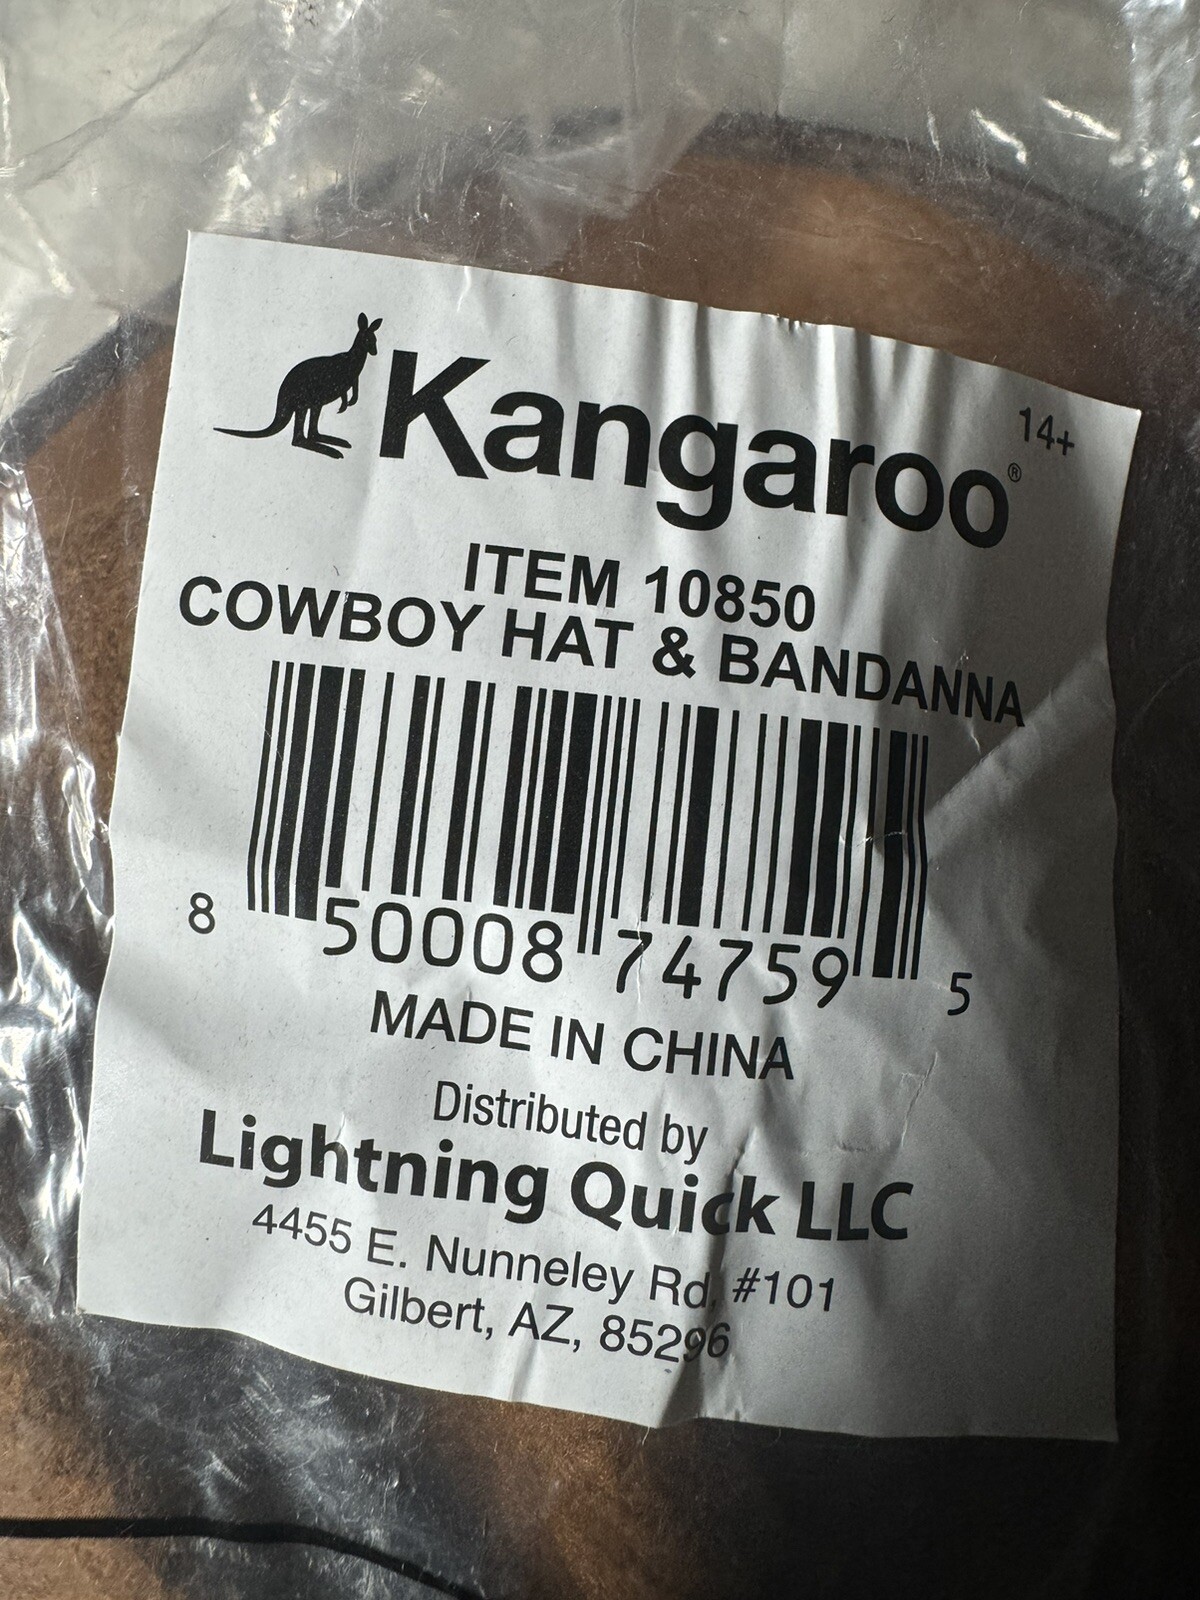 Kangaroo®
14+
ITEM 10850
COWBOY HAT & BANDANNA
8 50008 74759 5
MADE IN CHINA
Distributed by
Lightning Quick LLC
4455 E. Nunneley Rd, #101
Gilbert, AZ, 85296